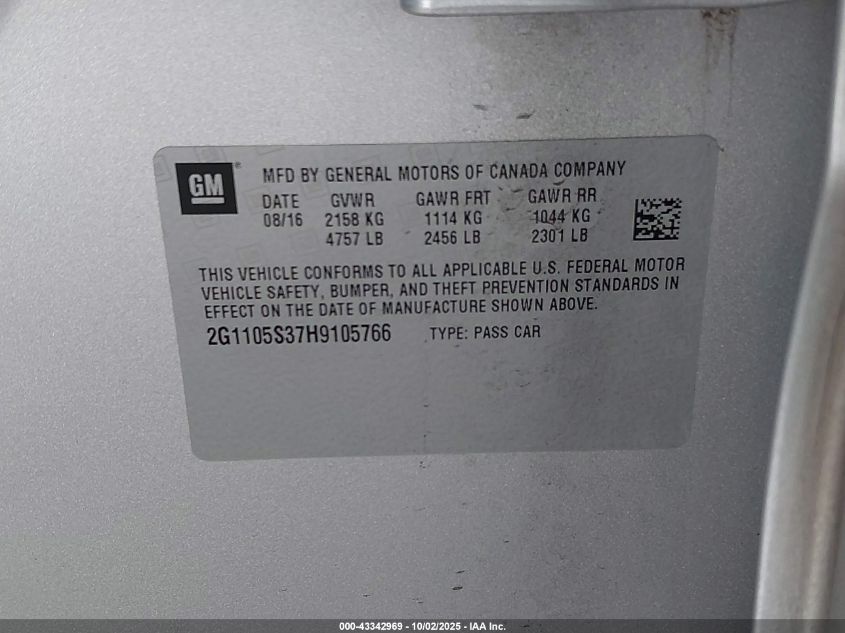 GM ®
MFD BY GENERAL MOTORS OF CANADA COMPANY
DATE GVWR GAWR FRT GAWR RR
08/16 2158 KG 1114 KG 1044 KG
4757 LB 2456 LB 2301 LB
THIS VEHICLE CONFORMS TO ALL APPLICABLE U.S. FEDERAL MOTOR
VEHICLE SAFETY, BUMPER, AND THEFT PREVENTION STANDARDS IN
EFFECT ON THE DATE OF MANUFACTURE SHOWN ABOVE.
2G1105S37H9105766 TYPE: PASS CAR
000-43342969 - 10/02/2025 - IAA Inc.